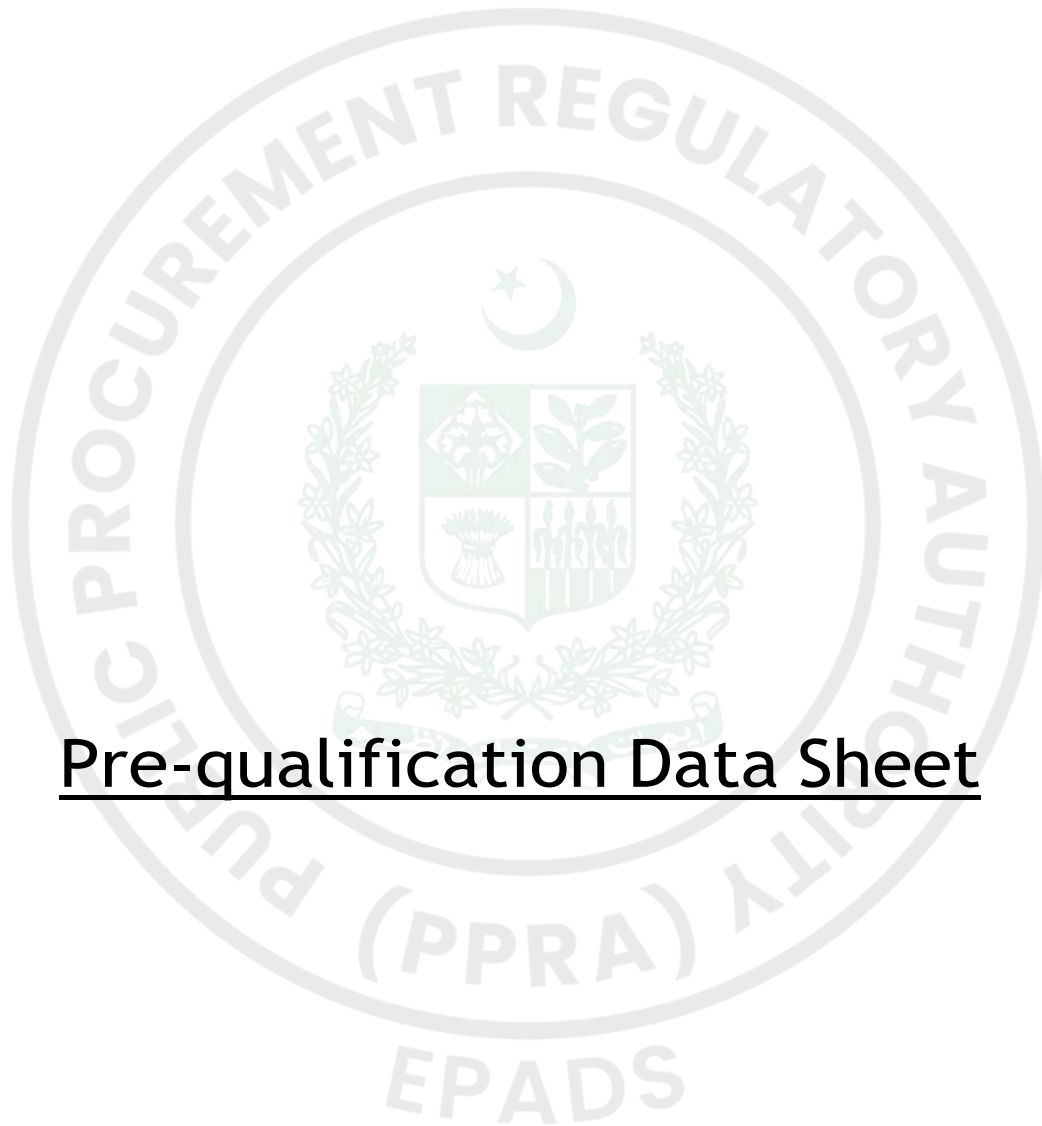 PUBLIC PROCUREMENT REGULATORY AUTHORITY
Pre-qualification Data Sheet
(PPRA)
EPADS